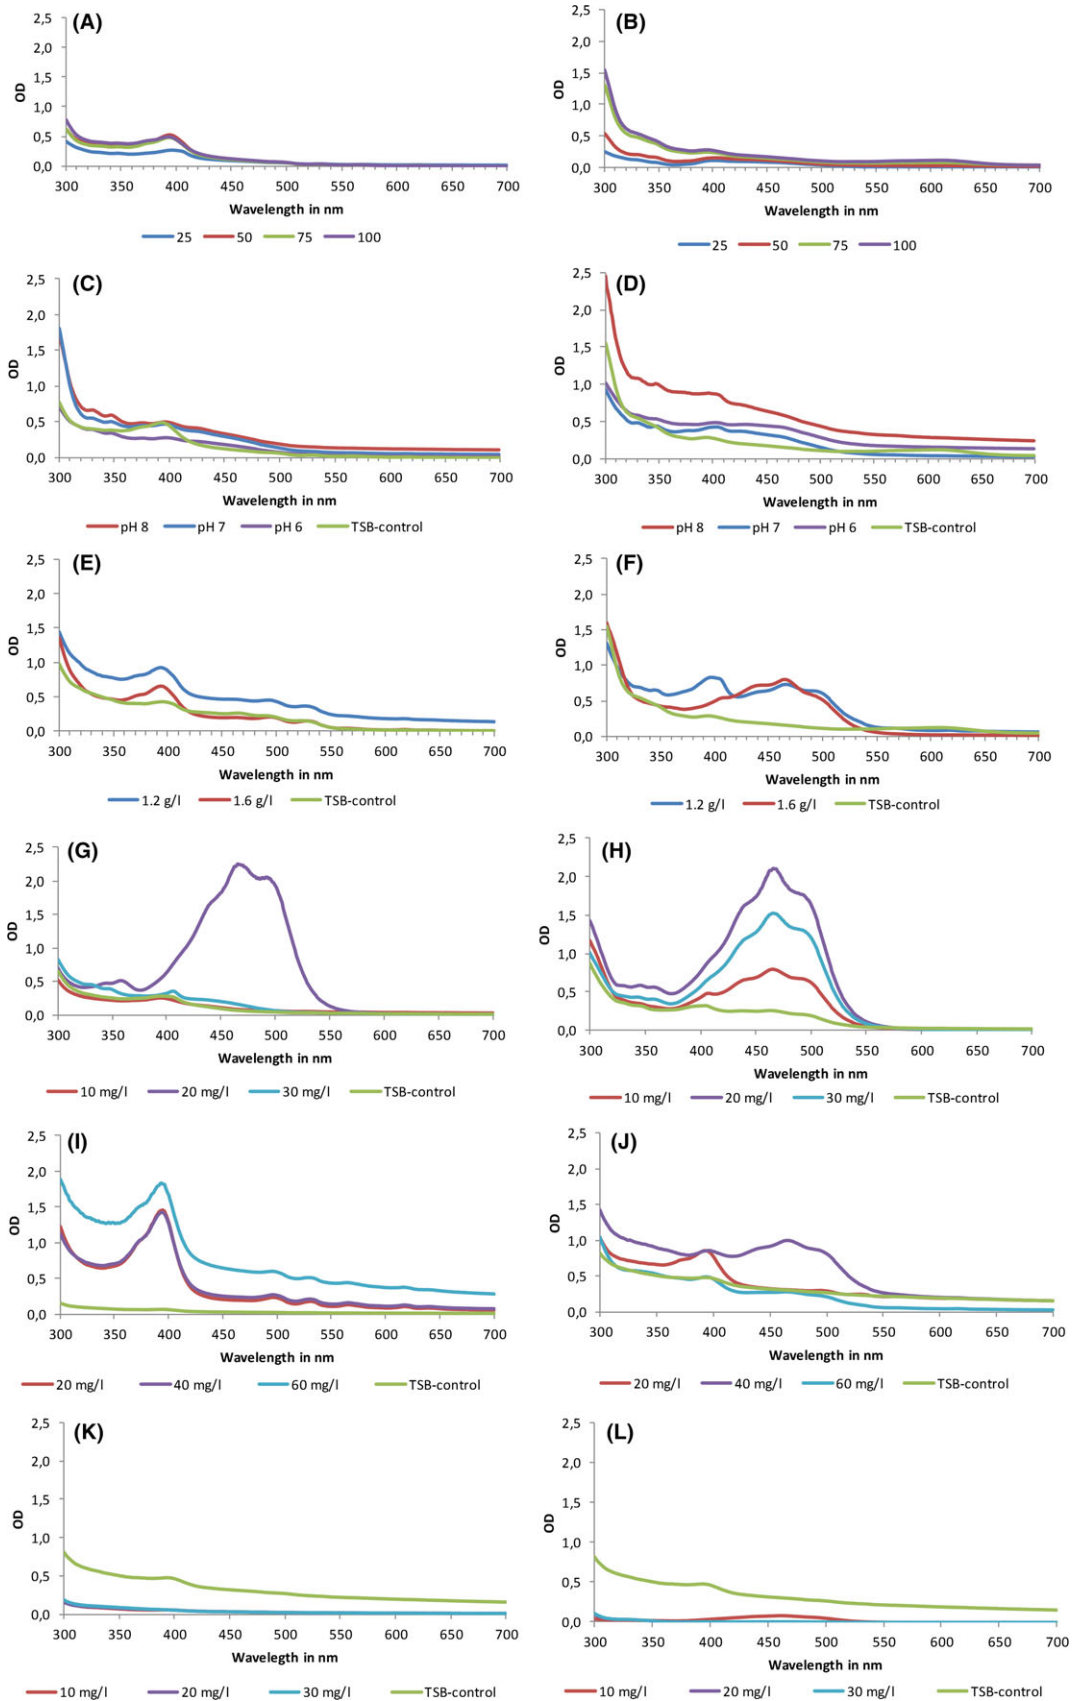 (A)
2,5
2,0
1,5
1,0
0,5
0,0
OD
300 350 400 450 500 550 600 650 700
Wavelength in nm
25 50 75 100
(B)
2,5
2,0
1,5
1,0
0,5
0,0
OD
300 350 400 450 500 550 600 650 700
Wavelength in nm
25 50 75 100
(C)
2,5
2,0
1,5
1,0
0,5
0,0
OD
300 350 400 450 500 550 600 650 700
Wavelength in nm
pH 8 pH 7 pH 6 TSB-control
(D)
2,5
2,0
1,5
1,0
0,5
0,0
OD
300 350 400 450 500 550 600 650 700
Wavelength in nm
pH 8 pH 7 pH 6 TSB-control
(E)
2,5
2,0
1,5
1,0
0,5
0,0
OD
300 350 400 450 500 550 600 650 700
Wavelength in nm
1.2 g/l 1.6 g/l TSB-control
(F)
2,5
2,0
1,5
1,0
0,5
0,0
OD
300 350 400 450 500 550 600 650 700
Wavelength in nm
1.2 g/l 1.6 g/l TSB-control
(G)
2,5
2,0
1,5
1,0
0,5
0,0
OD
300 350 400 450 500 550 600 650 700
Wavelength in nm
10 mg/l 20 mg/l 30 mg/l TSB-control
(H)
2,5
2,0
1,5
1,0
0,5
0,0
OD
300 350 400 450 500 550 600 650 700
Wavelength in nm
10 mg/l 20 mg/l 30 mg/l TSB-control
(I)
2,5
2,0
1,5
1,0
0,5
0,0
OD
300 350 400 450 500 550 600 650 700
Wavelength in nm
20 mg/l 40 mg/l 60 mg/l TSB-control
(J)
2,5
2,0
1,5
1,0
0,5
0,0
OD
300 350 400 450 500 550 600 650 700
Wavelength in nm
20 mg/l 40 mg/l 60 mg/l TSB-control
(K)
2,5
2,0
1,5
1,0
0,5
0,0
OD
300 350 400 450 500 550 600 650 700
Wavelegth in nm
10 mg/l 20 mg/l 30 mg/l TSB-control
(L)
2,5
2,0
1,5
1,0
0,5
0,0
OD
300 350 400 450 500 550 600 650 700
Wavelength in nm
10 mg/l 20 mg/l 30 mg/l TSB-control